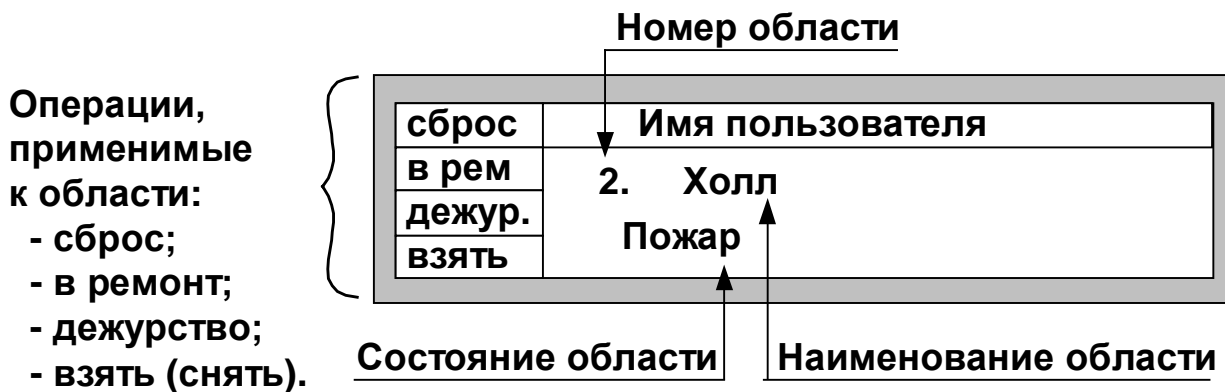 Номер области
Операции,
применимые
к области:
- сброс;
- в ремонт;
- дежурство;
- взять (снять).
сброс
Имя пользователя
в рем
2. Холл
дежур.
Пожар
взять
Состояние области
Наименование области